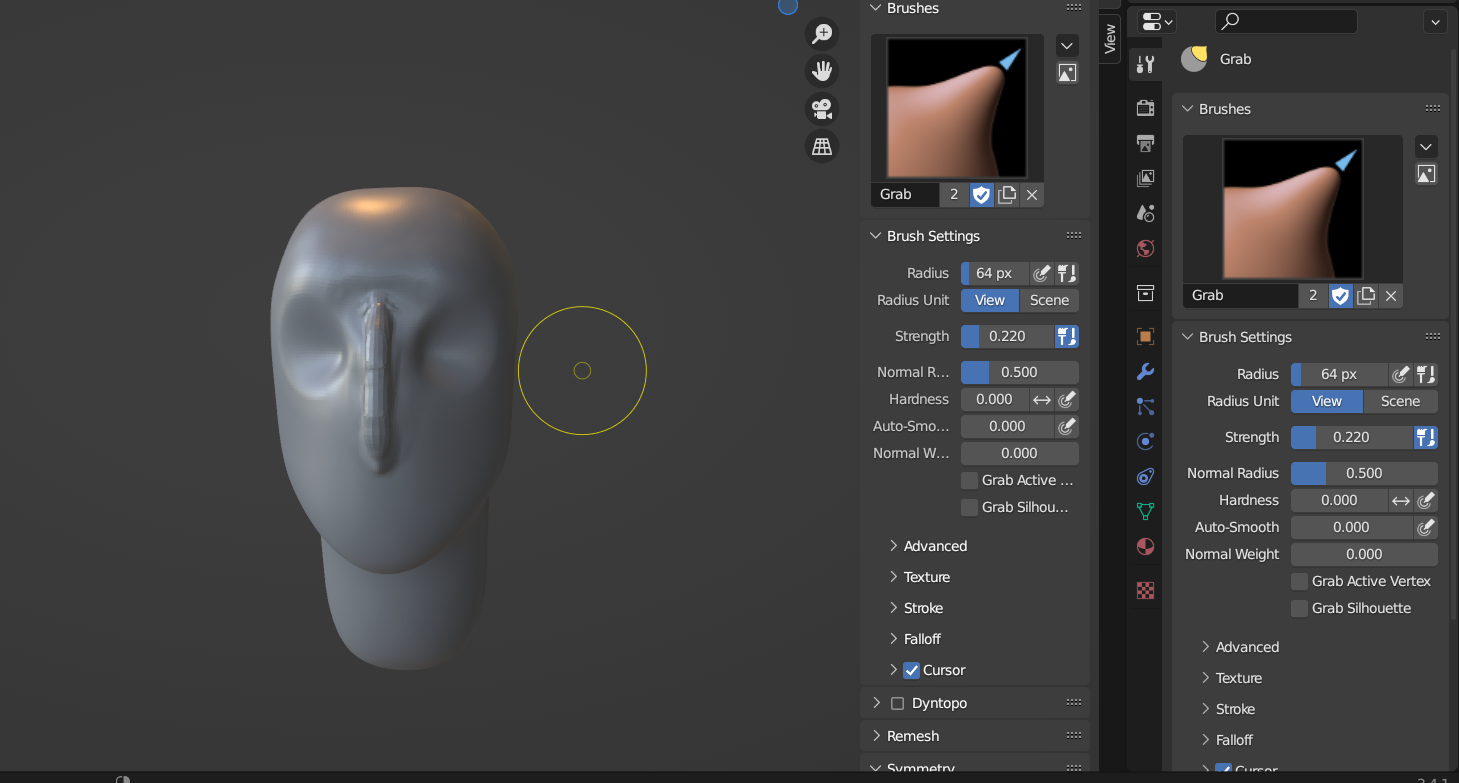 Brushes
Grab 2
Brush Settings
Radius 64 px
Radius Unit View Scene
Strength 0.220
Normal R... 0.500
Hardness 0.000
Auto-Smo... 0.000
Normal W... 0.000
Grab Active ...
Grab Silhou...
Advanced
Texture
Stroke
Falloff
Cursor
Dyntopo
Remesh
Symmetry
View
Grab
Brushes
Grab 2
Brush Settings
Radius 64 px
Radius Unit View Scene
Strength 0.220
Normal Radius 0.500
Hardness 0.000
Auto-Smooth 0.000
Normal Weight 0.000
Grab Active Vertex
Grab Silhouette
Advanced
Texture
Stroke
Falloff
Cursor
3.4.1